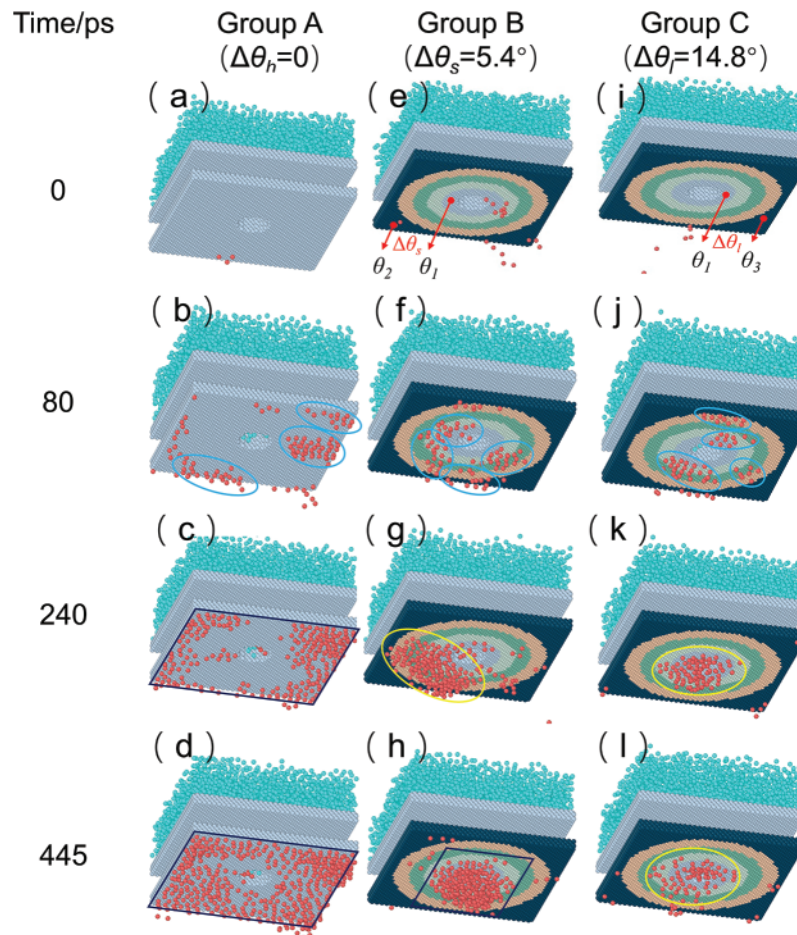 Time/ps
Group A
(Δθh=0)
Group B
(Δθs=5.4°)
Group C
(Δθl=14.8°)
0
(a)
(e)
Δθs
θ2
θ1
(i)
Δθl
θ1
θ3
80
(b)
(f)
(j)
240
(c)
(g)
(k)
445
(d)
(h)
(l)